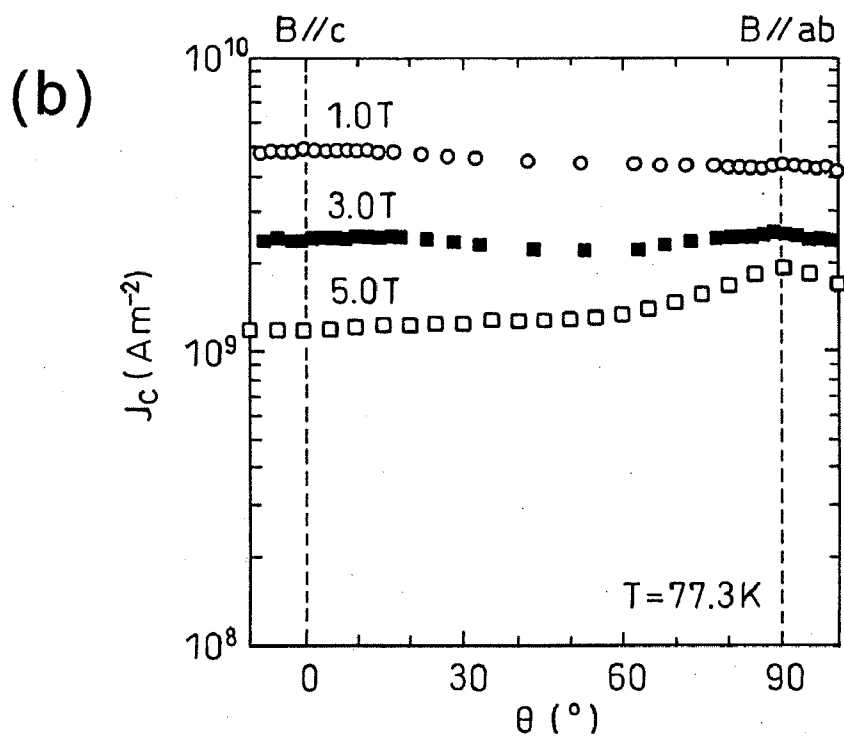 (b)
B//c
B//ab
10^10
1.0T
3.0T
5.0T
10^9
10^8
J_C (Am^-2)
T=77.3K
0 30 60 90
θ (°)